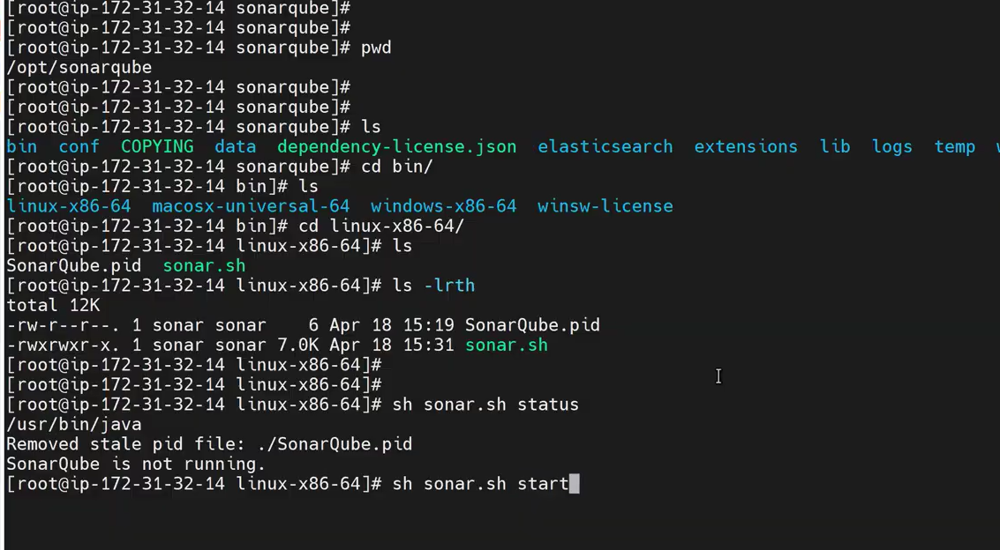 [root@ip-172-31-32-14 sonarqube]#
[root@ip-172-31-32-14 sonarqube]#
[root@ip-172-31-32-14 sonarqube]# pwd
/opt/sonarqube
[root@ip-172-31-32-14 sonarqube]#
[root@ip-172-31-32-14 sonarqube]#
[root@ip-172-31-32-14 sonarqube]# ls
bin  conf  COPYING  data  dependency-license.json  elasticsearch  extensions  lib  logs  temp
[root@ip-172-31-32-14 sonarqube]# cd bin/
[root@ip-172-31-32-14 bin]# ls
linux-x86-64  macosx-universal-64  windows-x86-64  winsw-license
[root@ip-172-31-32-14 bin]# cd linux-x86-64/
[root@ip-172-31-32-14 linux-x86-64]# ls
SonarQube.pid  sonar.sh
[root@ip-172-31-32-14 linux-x86-64]# ls -lrth
total 12K
-rw-r--r--. 1 sonar sonar    6 Apr 18 15:19 SonarQube.pid
-rwxrwxr-x. 1 sonar sonar 7.0K Apr 18 15:31 sonar.sh
[root@ip-172-31-32-14 linux-x86-64]#
[root@ip-172-31-32-14 linux-x86-64]#
[root@ip-172-31-32-14 linux-x86-64]# sh sonar.sh status
/usr/bin/java
Removed stale pid file: ./SonarQube.pid
SonarQube is not running.
[root@ip-172-31-32-14 linux-x86-64]# sh sonar.sh start